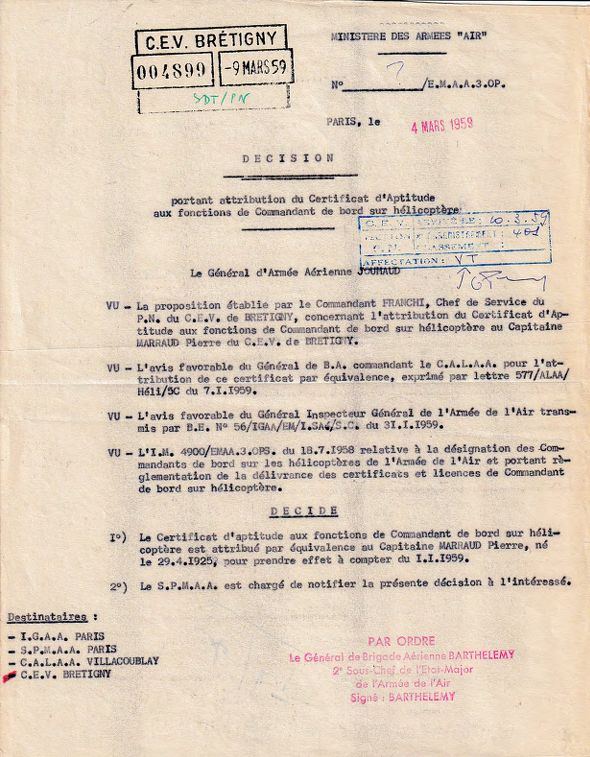 C.E.V. BRÉTIGNY
004899
-9 MARS 59
SDT/PN
MINISTERE DES ARMEES "AIR"
N° ? /E.M.A.A.3.OP.
PARIS, le 4 MARS 1959
D E C I S I O N
portant attribution du Certificat d'Aptitude
aux fonctions de Commandant de bord sur hélicoptère
C.E.V. 10.3.59
401
CLASSEMENT :
AFFECTATION : VT
Le Général d'Armée Aérienne JOUHAUD
VU - La proposition établie par le Commandant FRANCHI, Chef de Service du
P.N. du C.E.V. de BRETIGNY, concernant l'attribution du Certificat d'Ap-
titude aux fonctions de Commandant de bord sur hélicoptère au Capitaine
MARRAUD Pierre du C.E.V. de BRETIGNY.
VU - L'avis favorable du Général de B.A. commandant le C.A.L.A.A. pour l'at-
tribution de ce certificat par équivalence, exprimé par lettre 577/ALAA/
Héli/5C du 7.I.1959.
VU - L'avis favorable du Général Inspecteur Général de l'Armée de l'Air trans-
mis par B.E. N° 56/IGAA/EM/I.SA6/S.C. du 31.I.1959.
VU - L'I.M. 4900/EMAA.3.OPS. du 18.7.1958 relative à la désignation des Com-
mandants de bord sur les hélicoptères de l'Armée de l'Air et portant rè-
glementation de la délivrance des certificats et licences de Commandant
de bord sur hélicoptère.
D E C I D E
I°) Le Certificat d'aptitude aux fonctions de Commandant de bord sur héli-
coptère est attribué par équivalence au Capitaine MARRAUD Pierre, né
le 29.4.1925, pour prendre effet à compter du I.I.1959.
2°) Le S.P.M.A.A. est chargé de notifier la présente décision à l'intéressé.
Destinataires :
- I.G.A.A. PARIS
- S.P.M.A.A. PARIS
- C.A.L.A.A. VILLACOUBLAY
- C.E.V. BRETIGNY
PAR ORDRE
Le Général de Brigade Aérienne BARTHELEMY
2° Sous-Chef de l'Etat-Major
de l'Armée de l'Air
Signé : BARTHELEMY